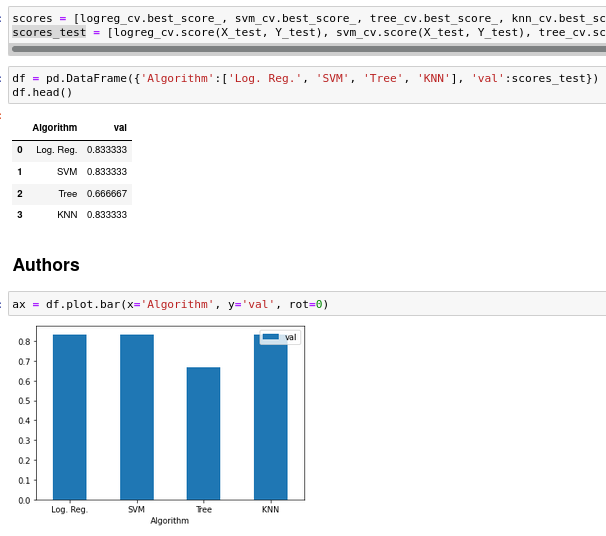 scores = [logreg_cv.best_score_, svm_cv.best_score_, tree_cv.best_score_, knn_cv.best_sc
scores_test = [logreg_cv.score(X_test, Y_test), svm_cv.score(X_test, Y_test), tree_cv.sc
df = pd.DataFrame({'Algorithm':['Log. Reg.', 'SVM', 'Tree', 'KNN'], 'val':scores_test})
df.head()
Algorithm val
0 Log. Reg. 0.833333
1 SVM 0.833333
2 Tree 0.666667
3 KNN 0.833333
Authors
ax = df.plot.bar(x='Algorithm', y='val', rot=0)
val
0.8
0.7
0.6
0.5
0.4
0.3
0.2
0.1
0.0
Log. Reg. SVM Tree KNN
Algorithm